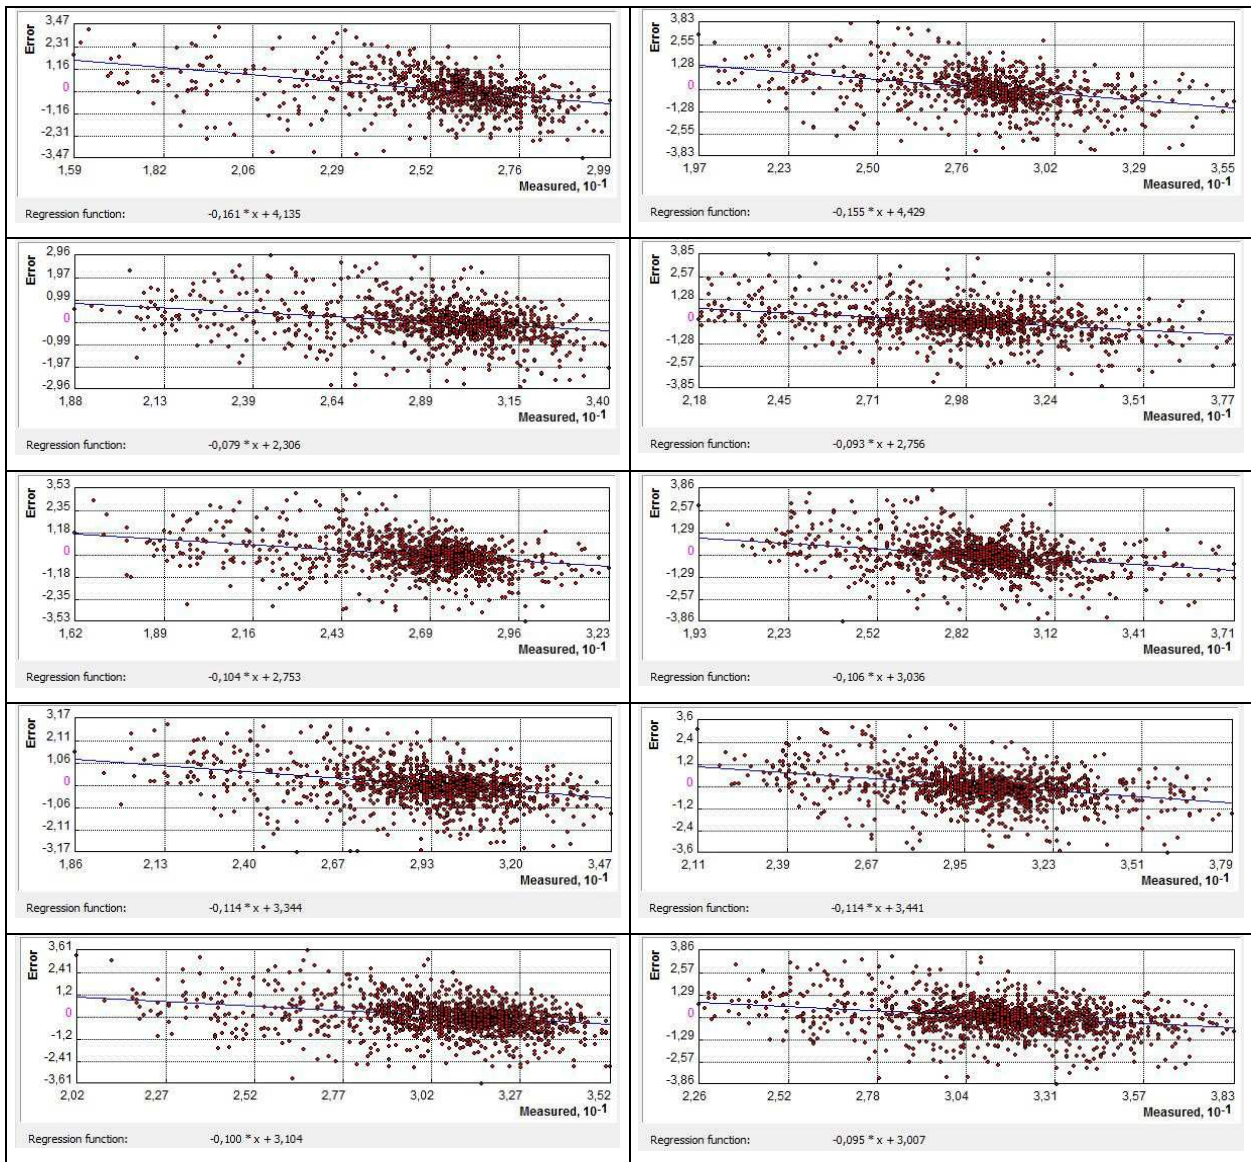 3,47
2,31
1,16
0
-1,16
-2,31
-3,47
Error
1,59 1,82 2,06 2,29 2,52 2,76 2,99
Measured, 10-1
Regression function: -0,161 * x + 4,135
3,83
2,55
1,28
0
-1,28
-2,55
-3,83
Error
1,97 2,23 2,50 2,76 3,02 3,29 3,55
Measured, 10-1
Regression function: -0,155 * x + 4,429
2,96
1,97
0,99
0
-0,99
-1,97
-2,96
Error
1,88 2,13 2,39 2,64 2,89 3,15 3,40
Measured, 10-1
Regression function: -0,079 * x + 2,306
3,85
2,57
1,28
0
-1,28
-2,57
-3,85
Error
2,18 2,45 2,71 2,98 3,24 3,51 3,77
Measured, 10-1
Regression function: -0,093 * x + 2,756
3,53
2,35
1,18
0
-1,18
-2,35
-3,53
Error
1,62 1,89 2,16 2,43 2,69 2,96 3,23
Measured, 10-1
Regression function: -0,104 * x + 2,753
3,86
2,57
1,29
0
-1,29
-2,57
-3,86
Error
1,93 2,23 2,52 2,82 3,12 3,41 3,71
Measured, 10-1
Regression function: -0,106 * x + 3,036
3,17
2,11
1,06
0
-1,06
-2,11
-3,17
Error
1,86 2,13 2,40 2,67 2,93 3,20 3,47
Measured, 10-1
Regression function: -0,114 * x + 3,344
3,6
2,4
1,2
0
-1,2
-2,4
-3,6
Error
2,11 2,39 2,67 2,95 3,23 3,51 3,79
Measured, 10-1
Regression function: -0,114 * x + 3,441
3,61
2,41
1,2
0
-1,2
-2,41
-3,61
Error
2,02 2,27 2,52 2,77 3,02 3,27 3,52
Measured, 10-1
Regression function: -0,100 * x + 3,104
3,86
2,57
1,29
0
-1,29
-2,57
-3,86
Error
2,26 2,52 2,78 3,04 3,31 3,57 3,83
Measured, 10-1
Regression function: -0,095 * x + 3,007